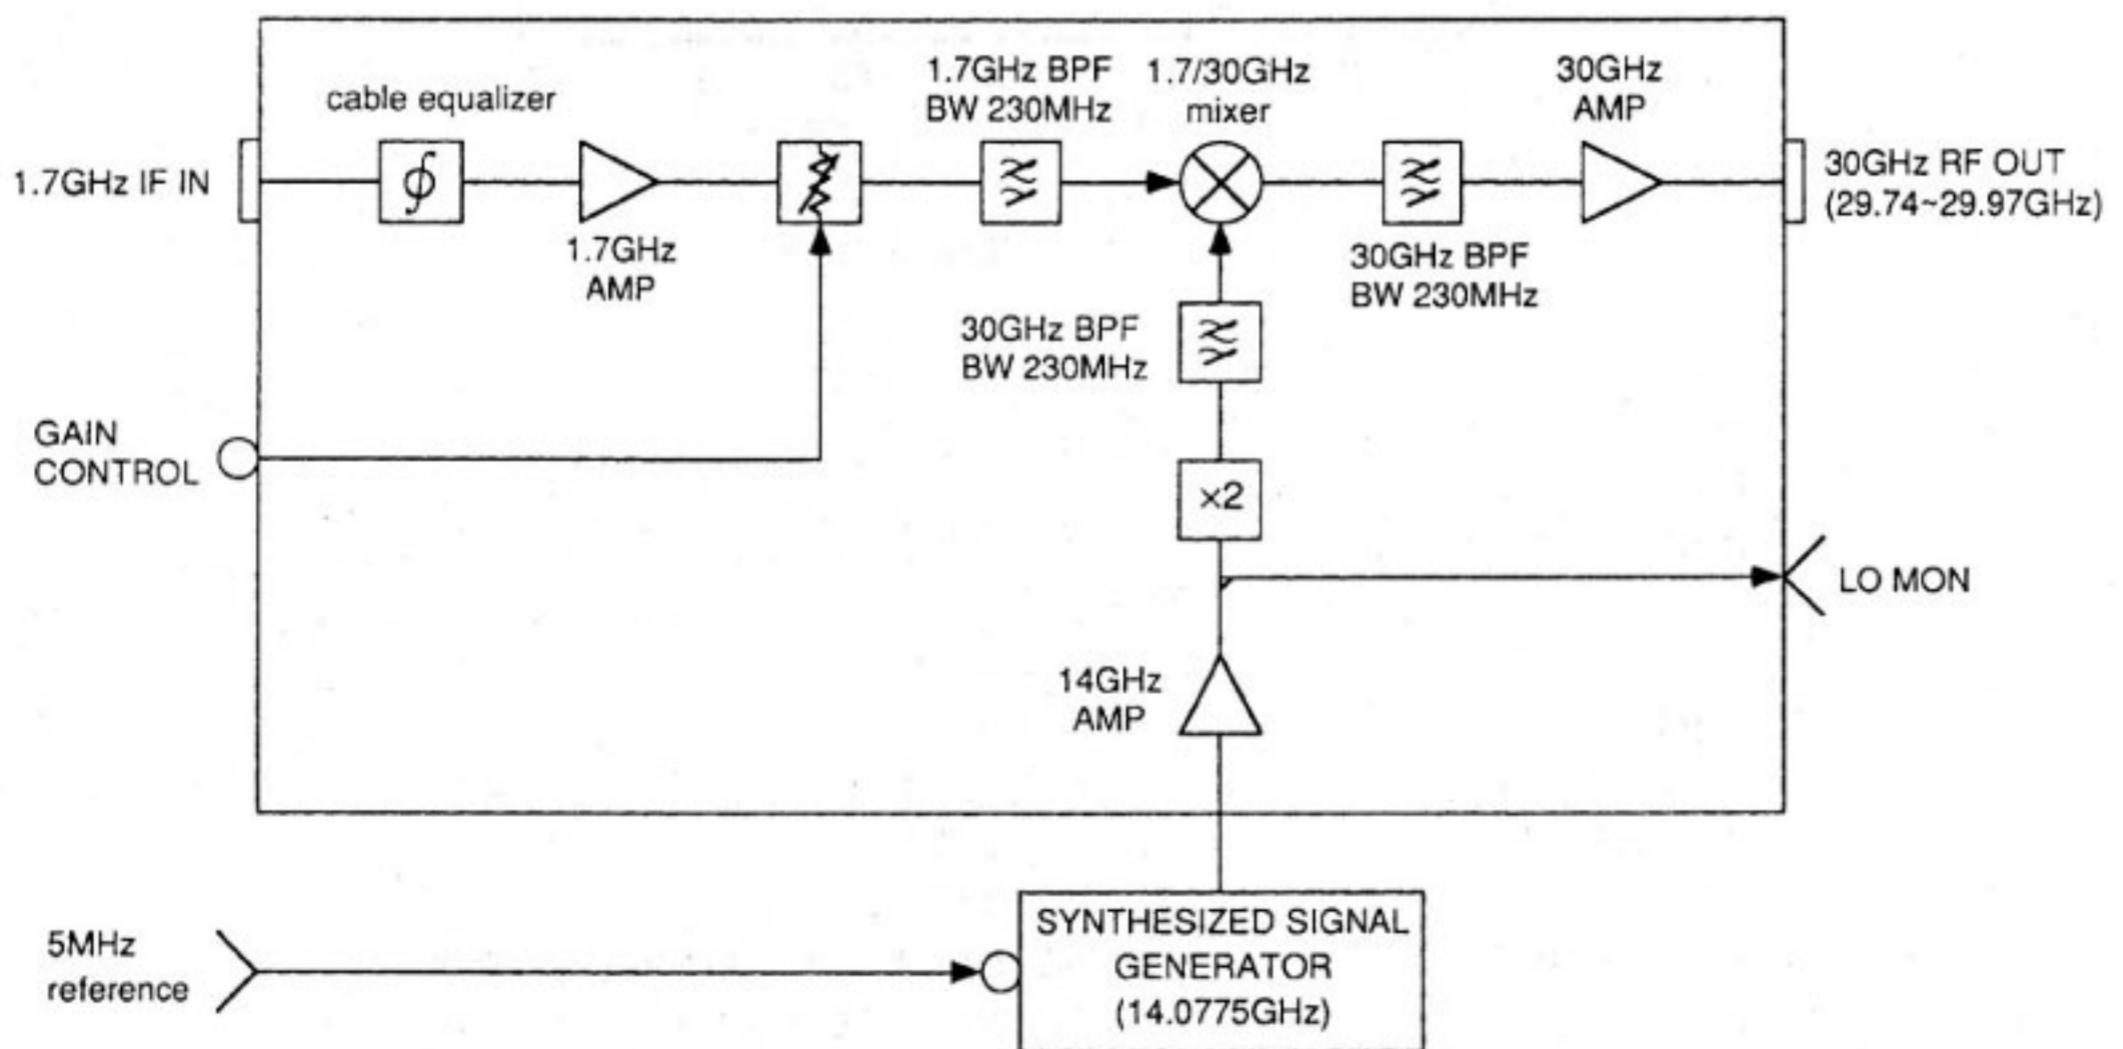 cable equalizer
1.7GHz BPF
BW 230MHz
1.7/30GHz
mixer
30GHz
AMP
1.7GHz IF IN
1.7GHz
AMP
30GHz RF OUT
(29.74~29.97GHz)
30GHz BPF
BW 230MHz
30GHz BPF
BW 230MHz
GAIN
CONTROL
×2
LO MON
14GHz
AMP
5MHz
reference
SYNTHESIZED SIGNAL
GENERATOR
(14.0775GHz)